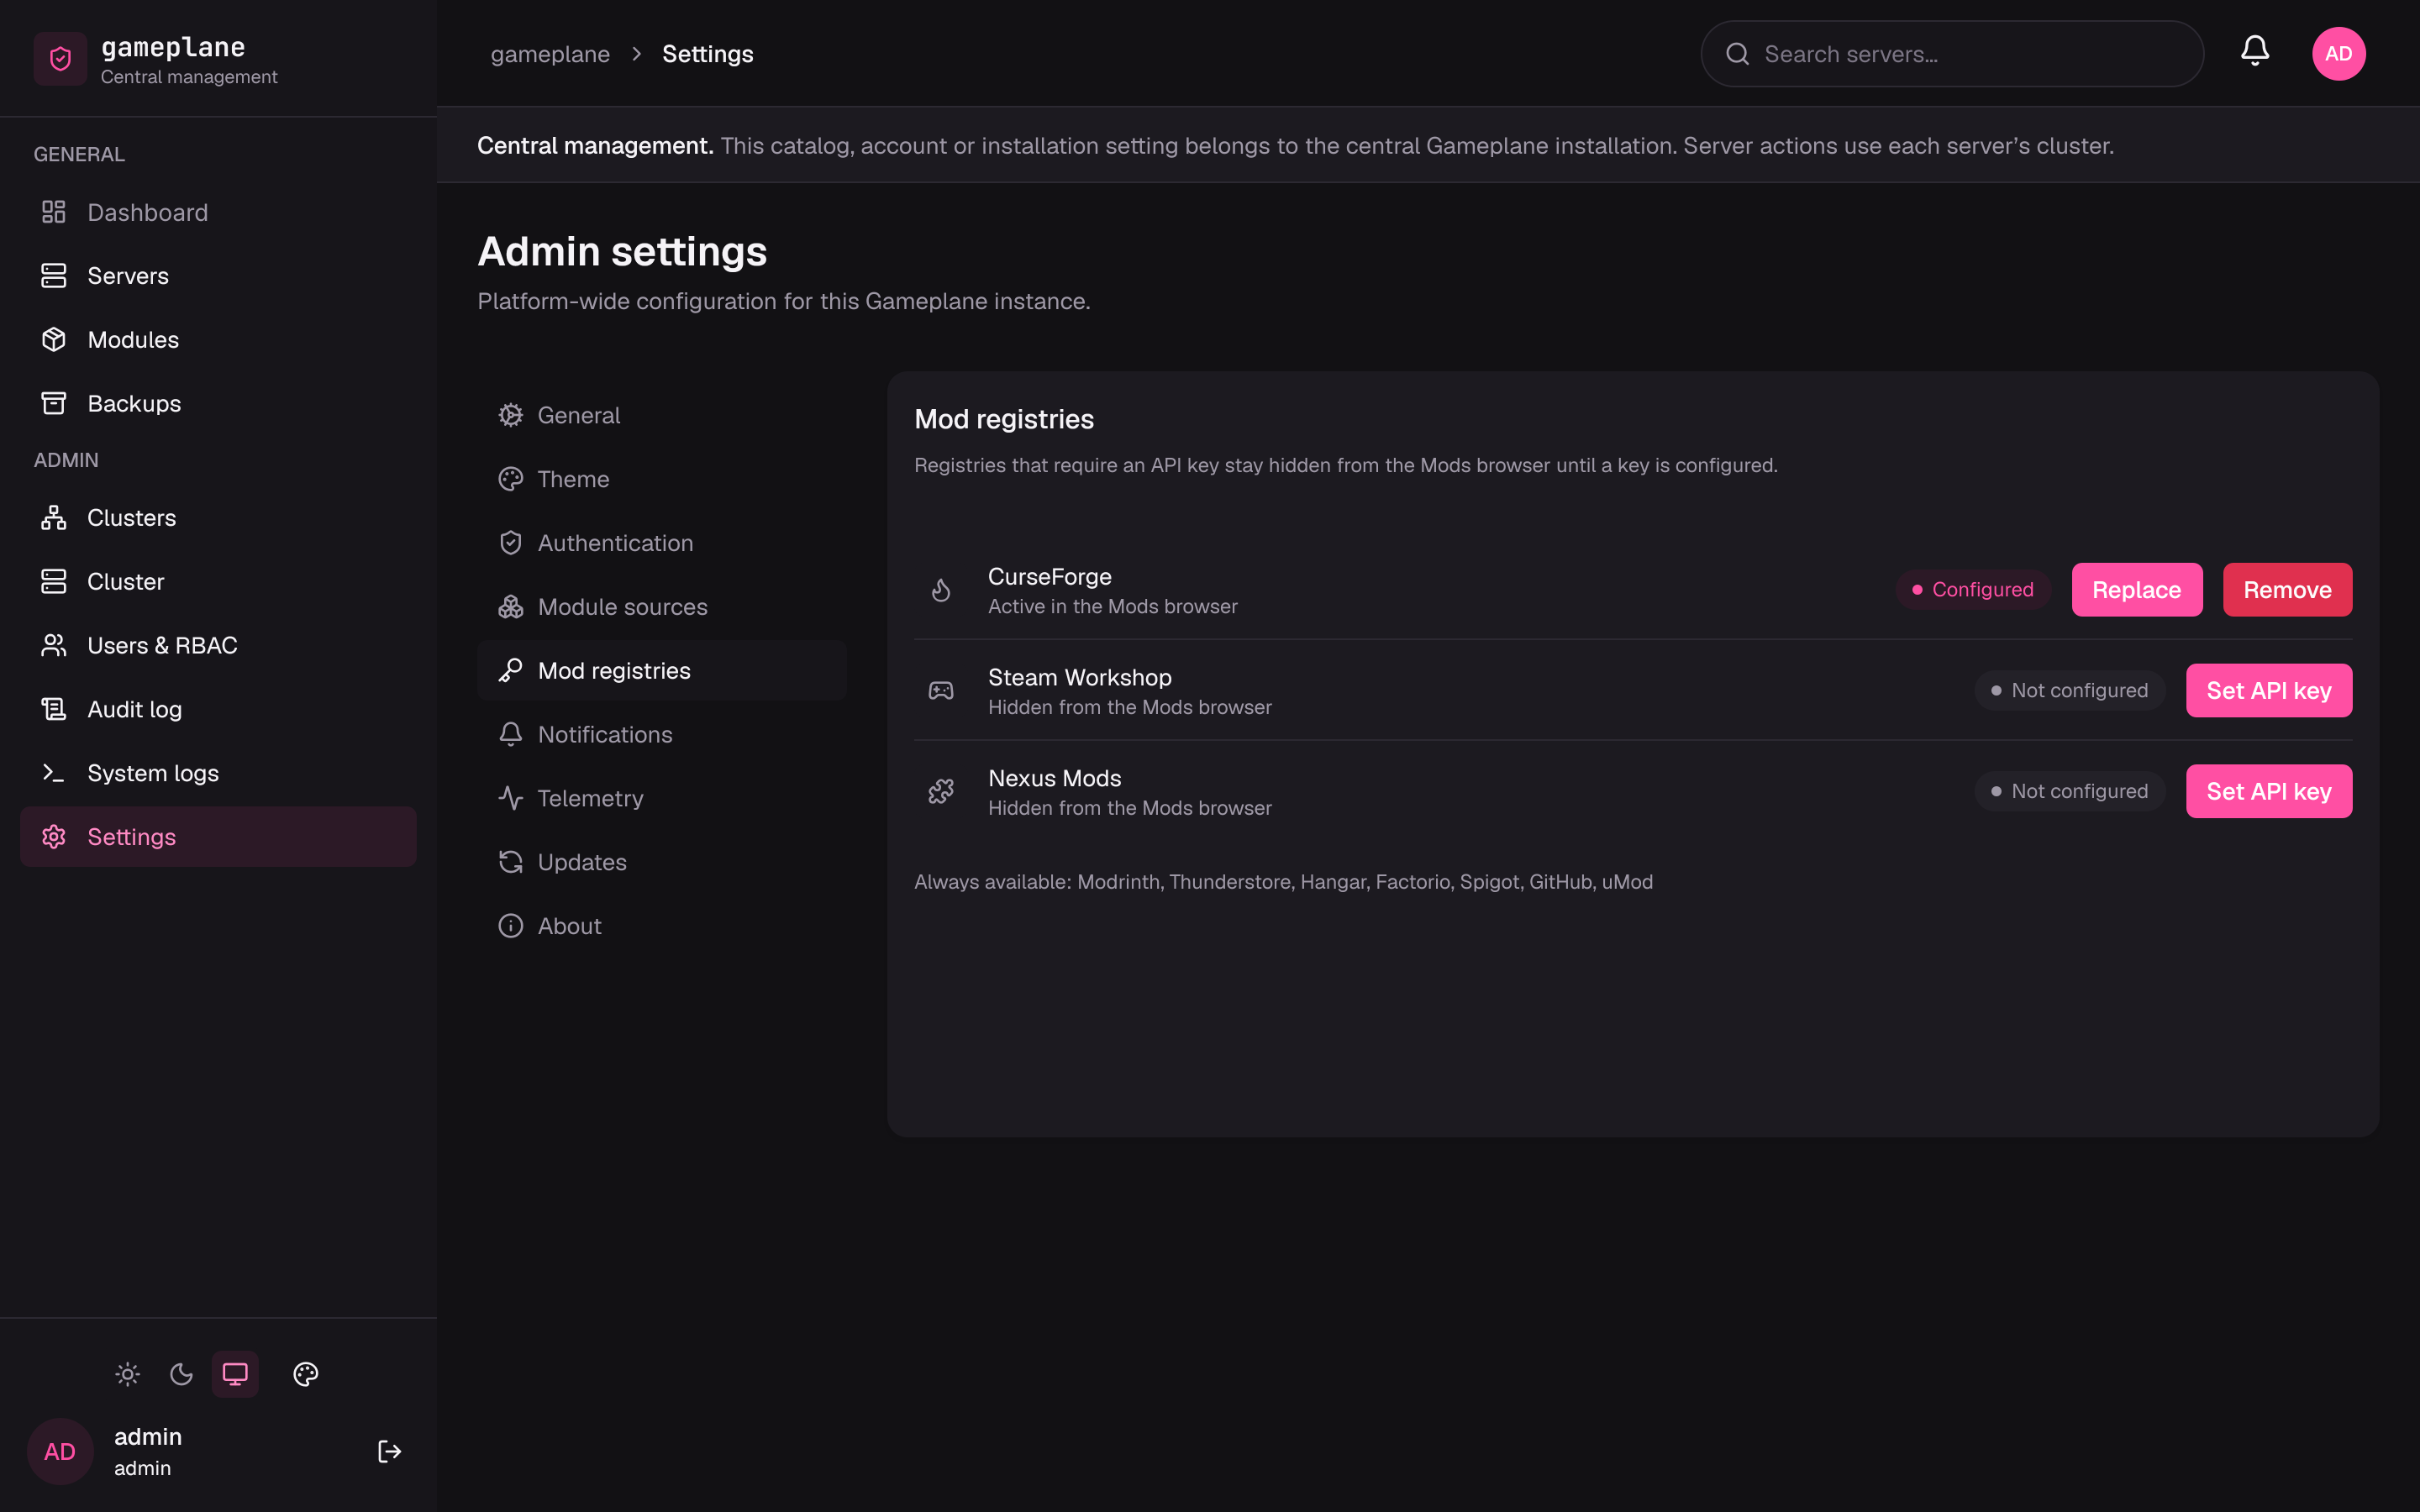 gameplane
Central management
GENERAL
Dashboard
Servers
Modules
Backups
ADMIN
Clusters
Cluster
Users & RBAC
Audit log
System logs
Settings
AD
admin
admin
gameplane > Settings
Search servers...
AD
Central management. This catalog, account or installation setting belongs to the central Gameplane installation. Server actions use each server’s cluster.
Admin settings
Platform-wide configuration for this Gameplane instance.
General
Theme
Authentication
Module sources
Mod registries
Notifications
Telemetry
Updates
About
Mod registries
Registries that require an API key stay hidden from the Mods browser until a key is configured.
CurseForge
Active in the Mods browser
Configured
Replace
Remove
Steam Workshop
Hidden from the Mods browser
Not configured
Set API key
Nexus Mods
Hidden from the Mods browser
Not configured
Set API key
Always available: Modrinth, Thunderstore, Hangar, Factorio, Spigot, GitHub, uMod